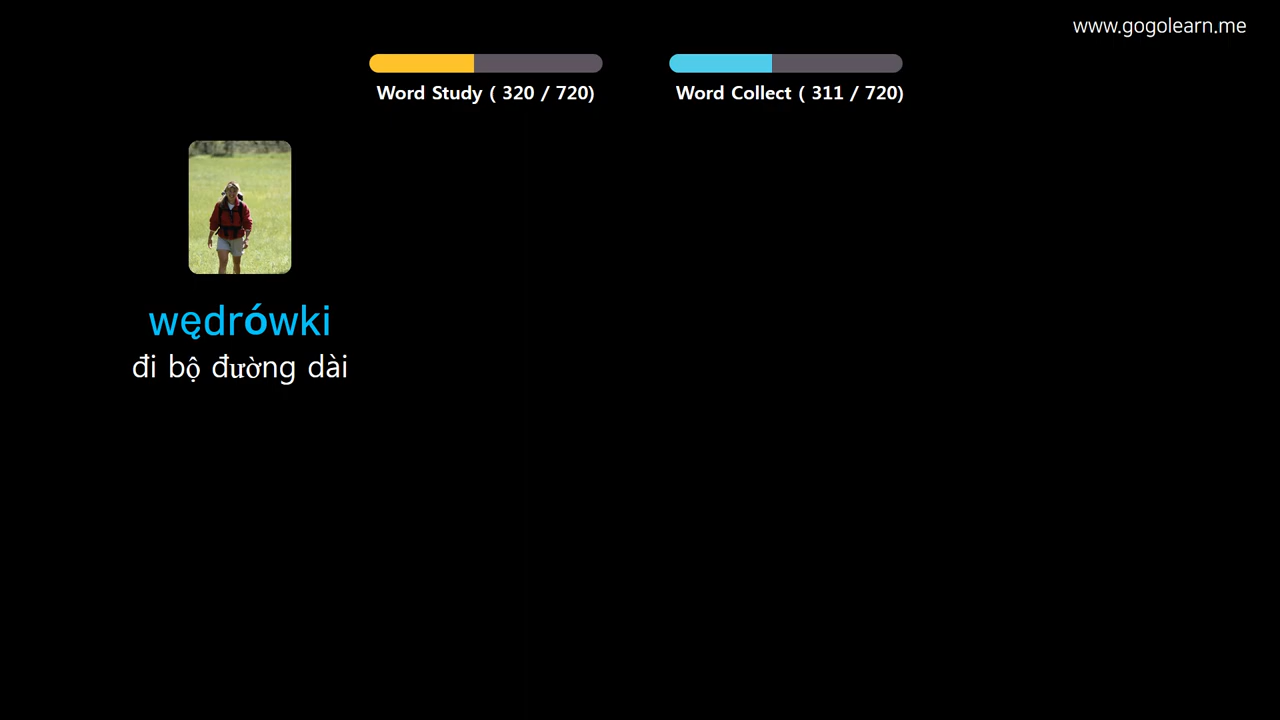 www.gogolearn.me
Word Study ( 320 / 720)
Word Collect ( 311 / 720)
wędrówki
đi bộ đường dài